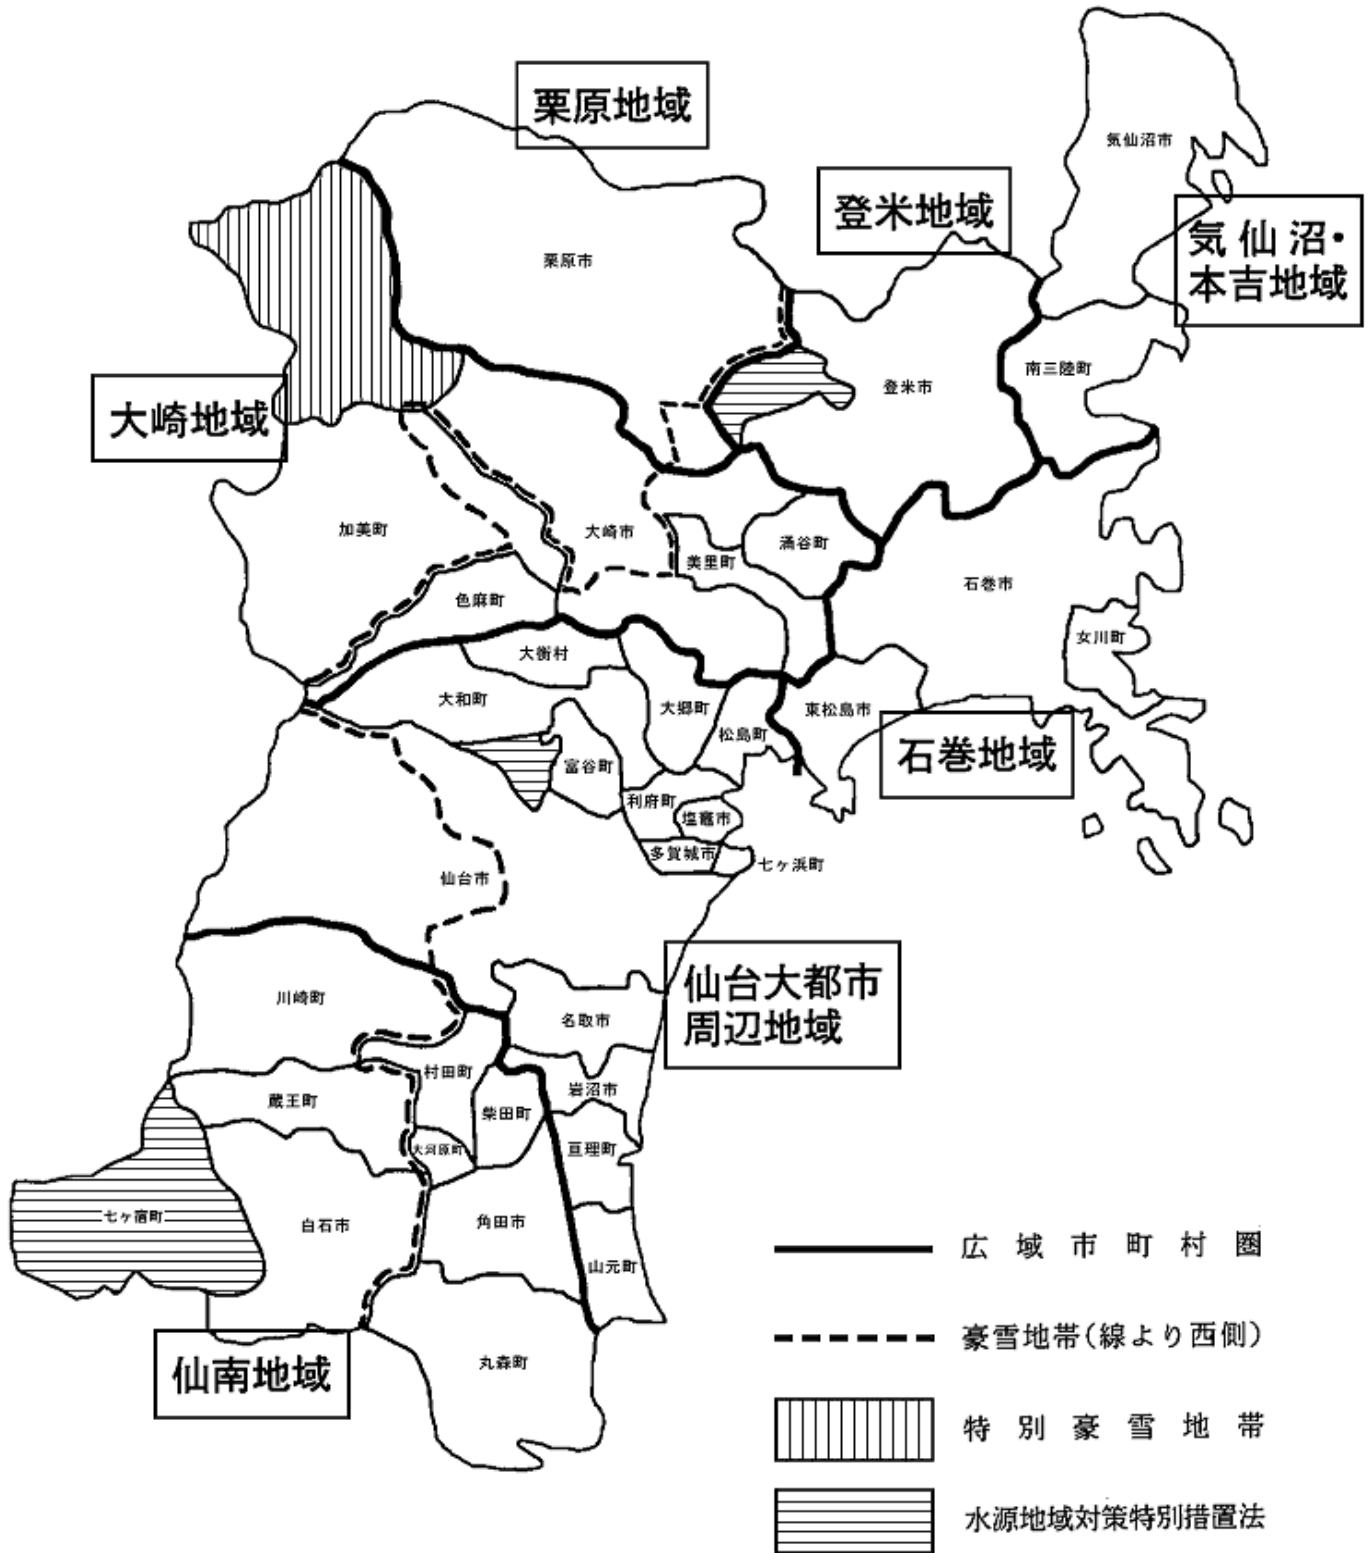 栗原地域
気仙沼市
登米地域
気仙沼・
本吉地域
栗原市
南三陸町
登米市
大崎地域
加美町
大崎市
涌谷町
美里町
石巻市
色麻町
女川町
大衡村
大和町
大郷町
東松島市
松島町
石巻地域
富谷町
利府町
塩竈市
多賀城市
七ヶ浜町
仙台市
仙台大都市
周辺地域
川崎町
名取市
村田町
岩沼市
蔵王町
柴田町
大河原町
亘理町
七ヶ宿町
白石市
角田市
山元町
広域市町村圏
豪雪地帯(線より西側)
仙南地域
丸森町
特別豪雪地帯
水源地域対策特別措置法